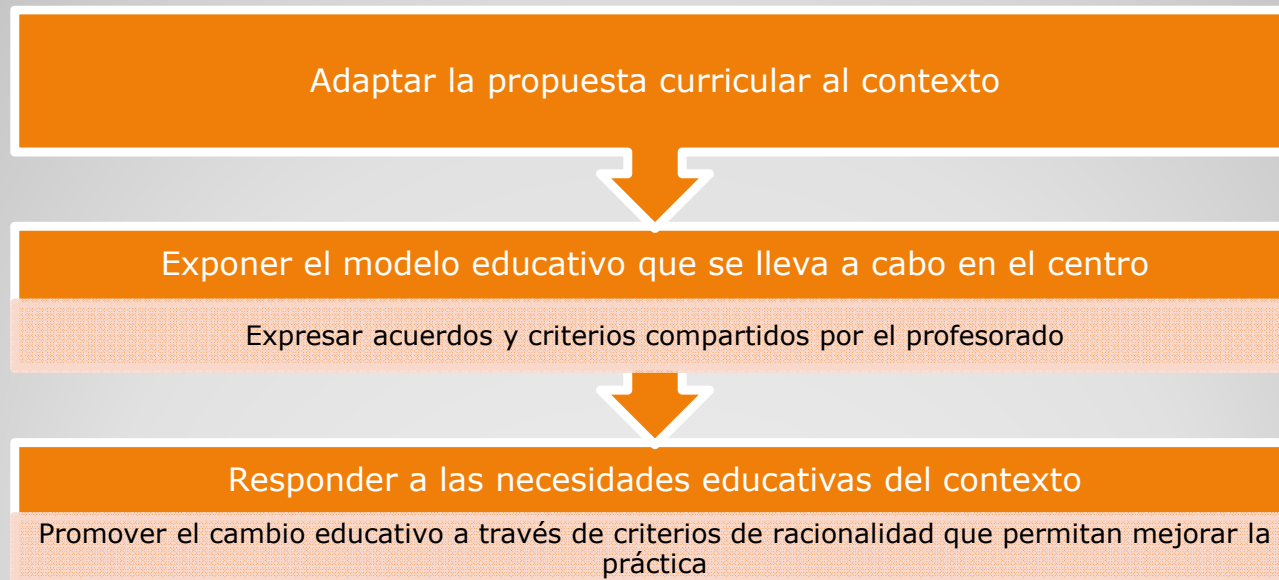 Adaptar la propuesta curricular al contexto
Exponer el modelo educativo que se lleva a cabo en el centro
Expresar acuerdos y criterios compartidos por el profesorado
Responder a las necesidades educativas del contexto
Promover el cambio educativo a través de criterios de racionalidad que permitan mejorar la
práctica